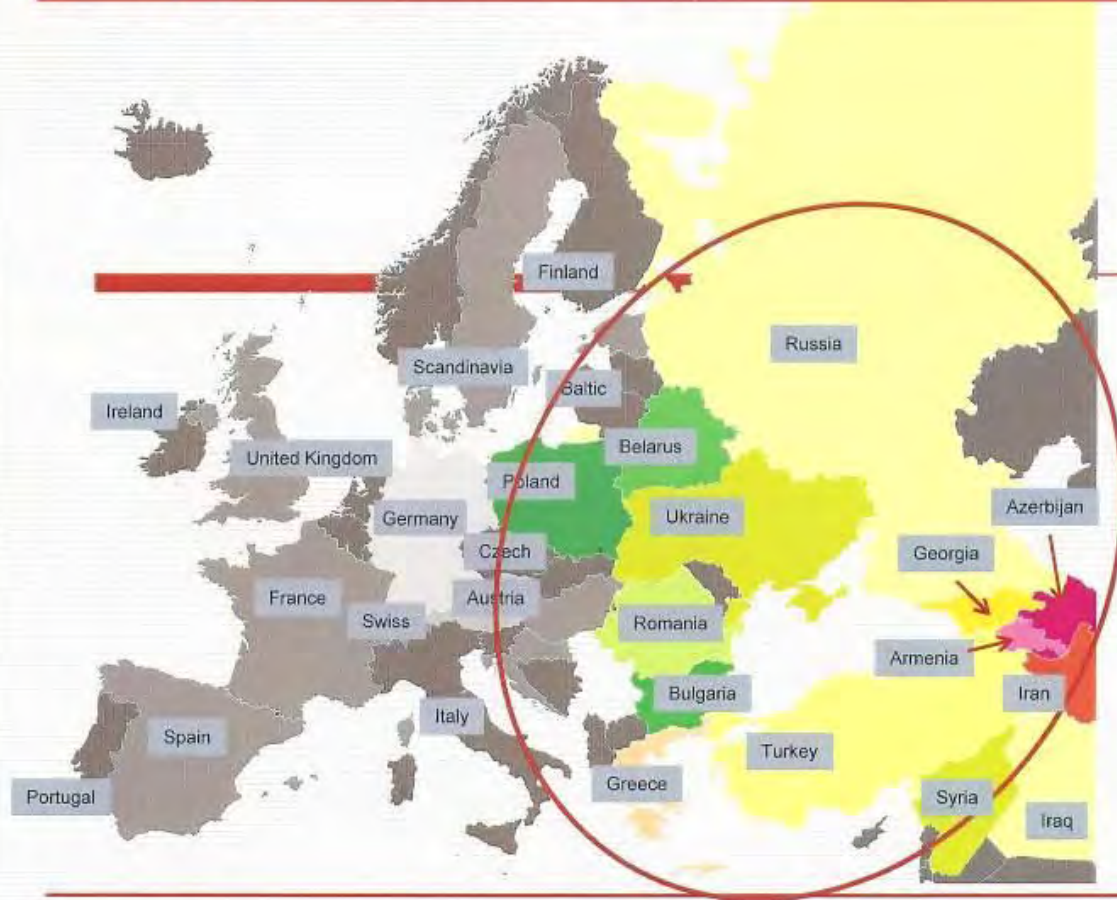 Finland
Russia
Scandinavia
Baltic
Ireland
Belarus
United Kingdom
Poland
Azerbijan
Germany
Ukraine
Czech
Georgia
France
Austria
Swiss
Romania
Armenia
Bulgaria
Iran
Italy
Spain
Turkey
Greece
Portugal
Syria
Iraq